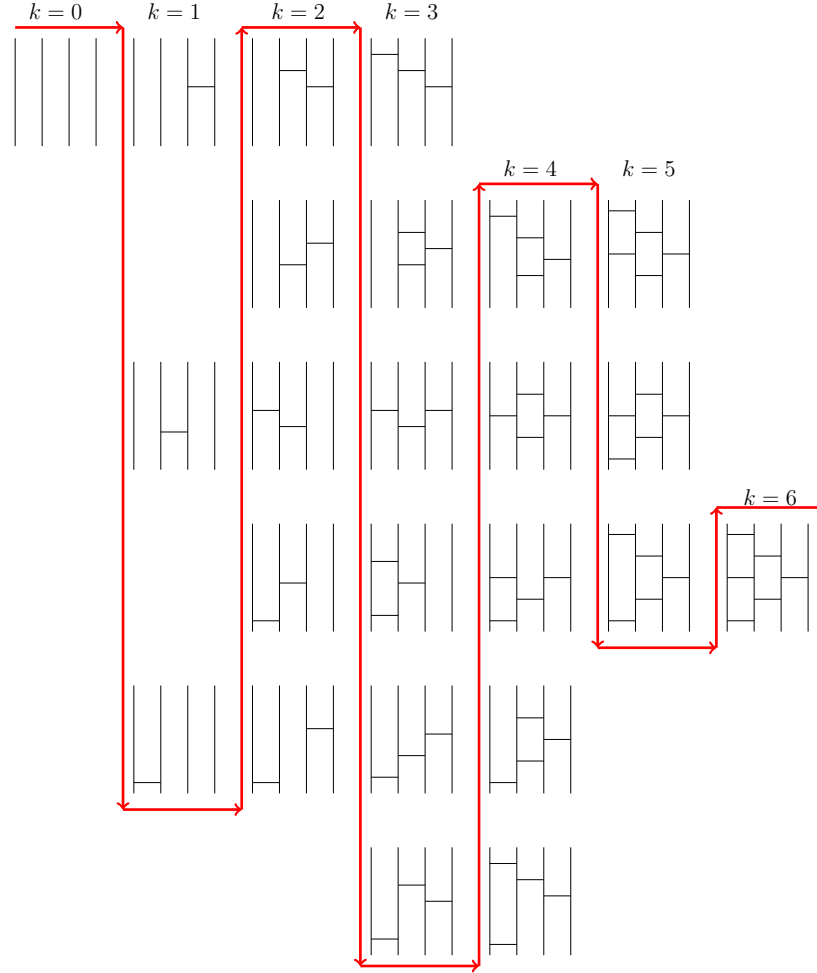 k = 0
k = 1
k = 2
k = 3
k = 4
k = 5
k = 6